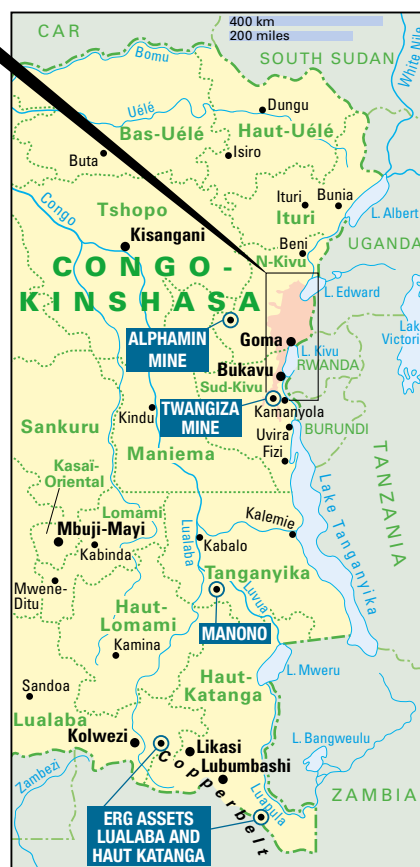 400 km
200 miles
CAR
SOUTH SUDAN
White Nile
Bomu
Uélé
Dungu
Bas-Uélé
Haut-Uélé
Buta
Isiro
Congo
Tshopo
Ituri
Bunia
Ituri
L. Albert
Kisangani
Beni
UGANDA
N-Kivu
CONGO-
KINSHASA
L. Edward
ALPHAMIN
MINE
Goma
L. Kivu
Lake
Victori
RWANDA
Bukavu
Sud-Kivu
TWANGIZA
MINE
Kamanyola
Kindu
Uvira
BURUNDI
Fizi
Sankuru
Maniema
Kasaï-
Oriental
TANZANIA
Lomami
Lualaba
Lake Tanganyika
Mbuji-Mayi
Kabinda
Kabalo
Kalemie
Mwene-
Ditu
Tanganyika
Luvua
Haut-
Lomami
MANONO
Kamina
Haut-
Katanga
L. Mweru
Sandoa
Lualaba
Kolwezi
Likasi
L. Bangweulu
Lubumbashi
Copperbelt
Zambezi
Luapula
ZAMBIA
ERG ASSETS
LUALABA AND
HAUT KATANGA